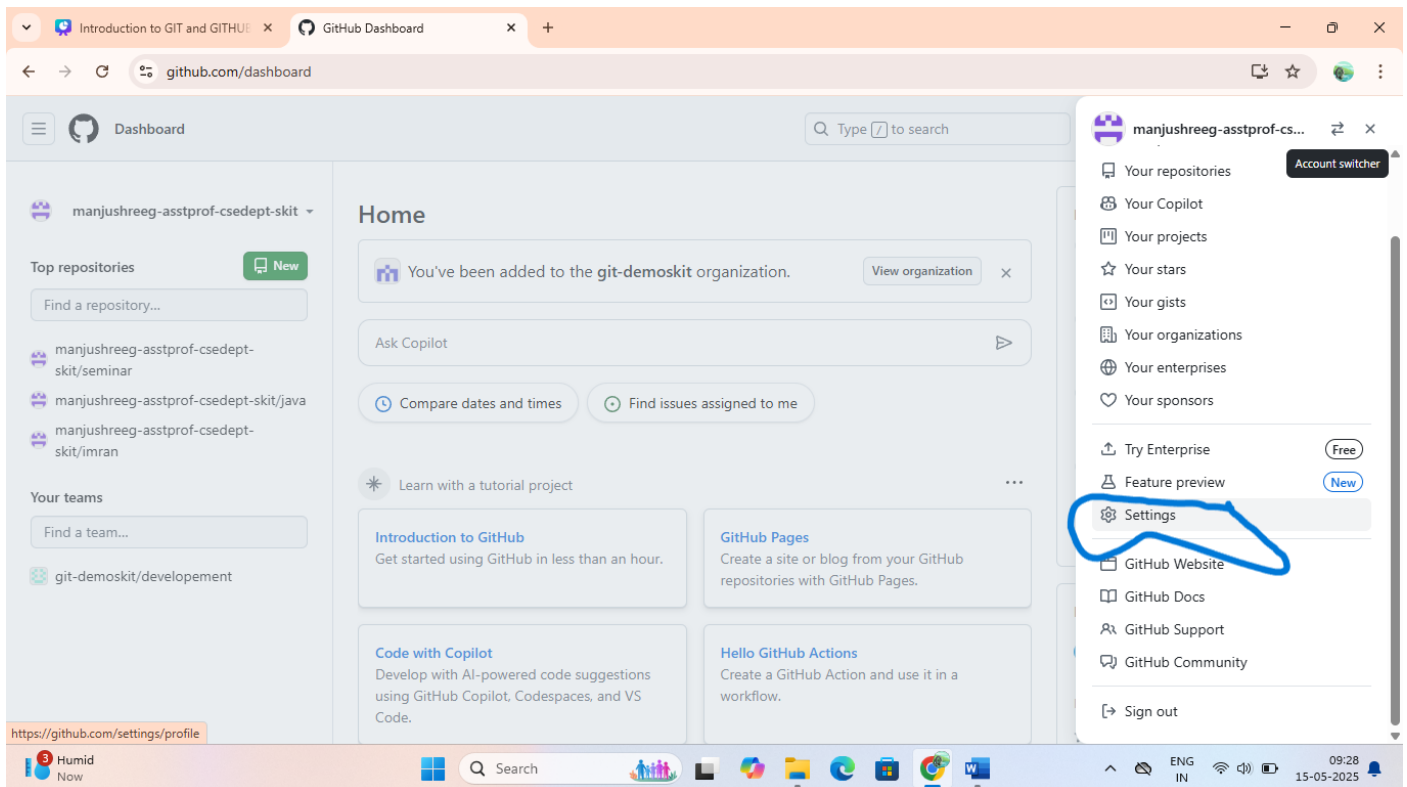 Introduction to GIT and GITHUB
GitHub Dashboard
github.com/dashboard
Dashboard
Type / to search
manjushreeg-asstprof-cs...
Account switcher
manjushreeg-asstprof-csedept-skit
Top repositories
New
Find a repository...
manjushreeg-asstprof-csedept-
skit/seminar
manjushreeg-asstprof-csedept-skit/java
manjushreeg-asstprof-csedept-
skit/imran
Your teams
Find a team...
git-demoskit/developement
Home
You've been added to the git-demoskit organization.
View organization
Ask Copilot
Compare dates and times
Find issues assigned to me
Learn with a tutorial project
Introduction to GitHub
Get started using GitHub in less than an hour.
GitHub Pages
Create a site or blog from your GitHub
repositories with GitHub Pages.
Code with Copilot
Develop with AI-powered code suggestions
using GitHub Copilot, Codespaces, and VS
Code.
Hello GitHub Actions
Create a GitHub Action and use it in a
workflow.
Your repositories
Your Copilot
Your projects
Your stars
Your gists
Your organizations
Your enterprises
Your sponsors
Try Enterprise
Free
Feature preview
New
Settings
GitHub Website
GitHub Docs
GitHub Support
GitHub Community
Sign out
https://github.com/settings/profile
3
Humid
Now
Search
ENG
IN
09:28
15-05-2025